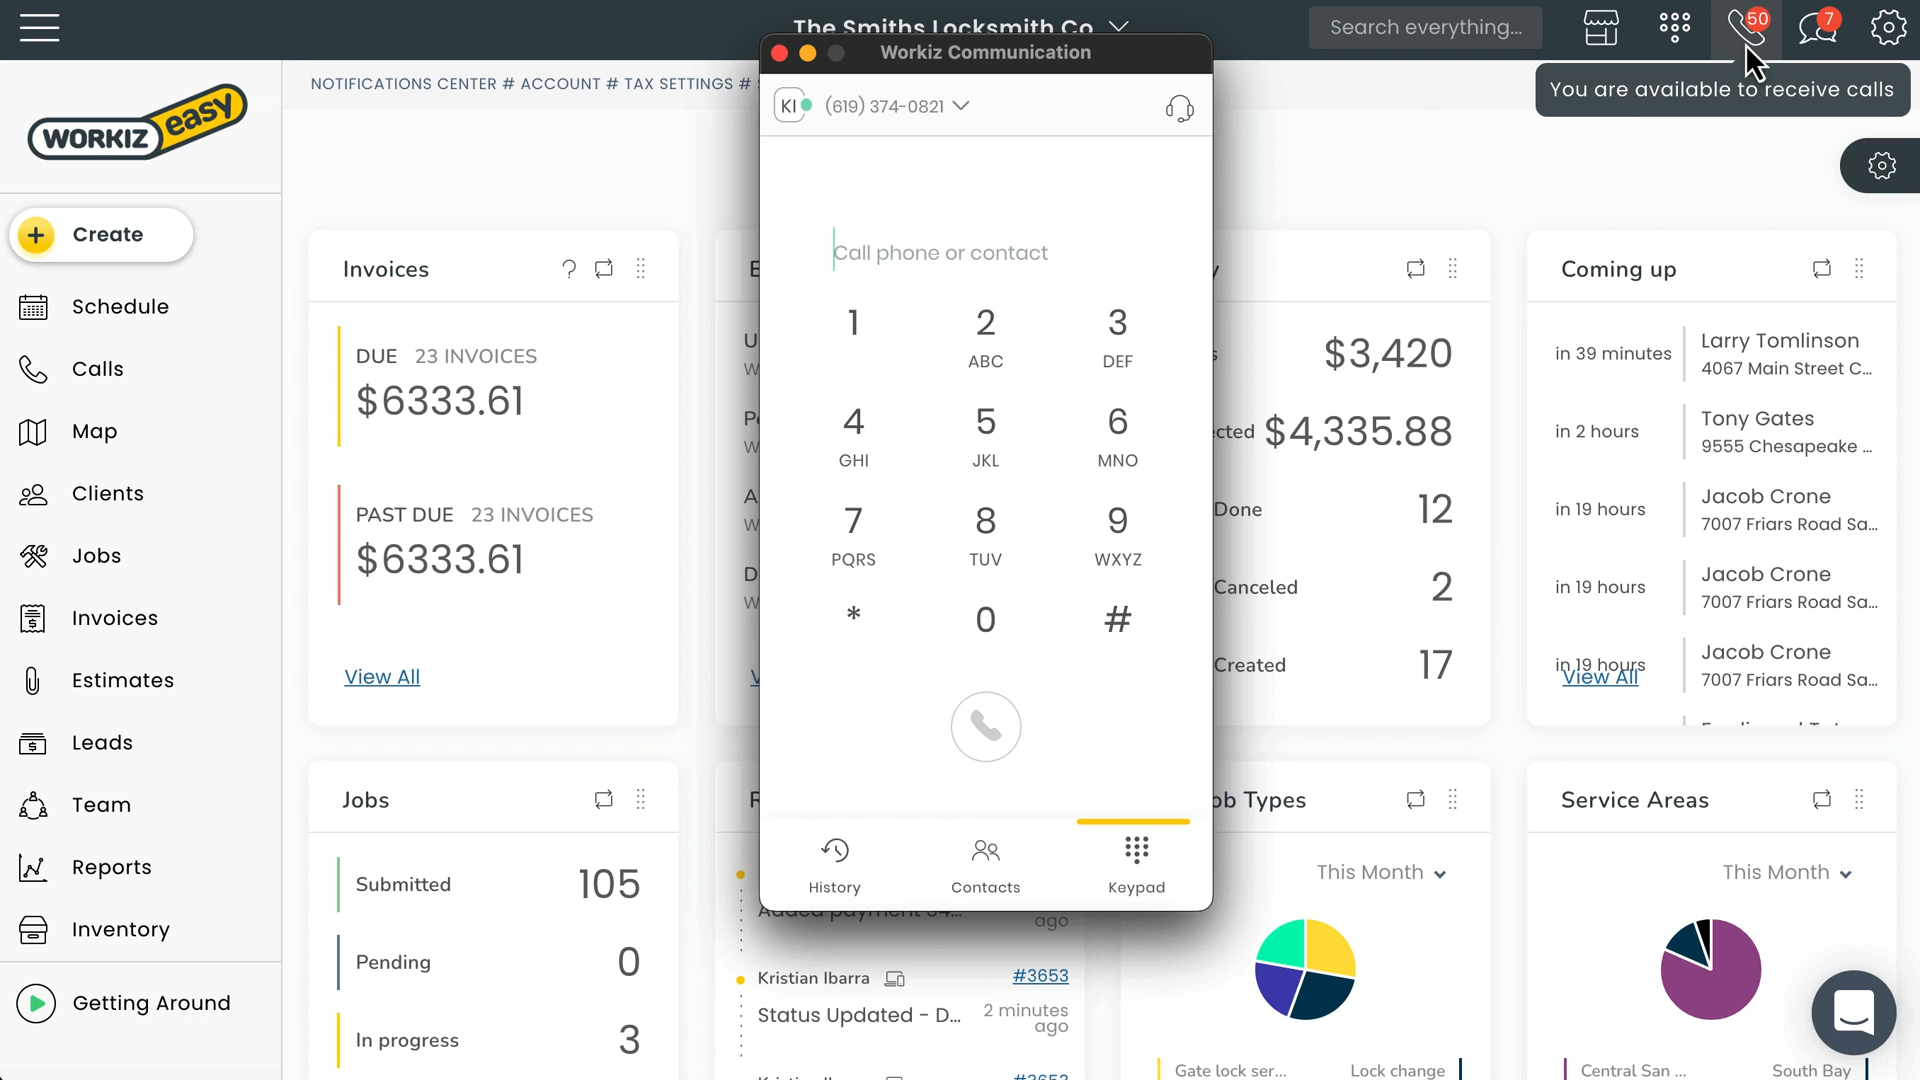 The Smiths Locksmith Co
Search everything...
50
7
Workiz Communication
NOTIFICATIONS CENTER # ACCOUNT # TAX SETTINGS #
You are available to receive calls
KI (619) 374-0821
WORKIZ easy
Create
Schedule
Calls
Map
Clients
Jobs
Invoices
Estimates
Leads
Team
Reports
Inventory
Getting Around
Invoices ?
DUE 23 INVOICES
$6333.61
PAST DUE 23 INVOICES
$6333.61
View All
Call phone or contact
1
2
ABC
3
DEF
4
GHI
5
JKL
6
MNO
7
PQRS
8
TUV
9
WXYZ
*
0
#
History
Contacts
Keypad
$3,420
$4,335.88
Done 12
Canceled 2
Created 17
Coming up
in 39 minutes
Larry Tomlinson
4067 Main Street C...
in 2 hours
Tony Gates
9555 Chesapeake ...
in 19 hours
Jacob Crone
7007 Friars Road Sa...
in 19 hours
Jacob Crone
7007 Friars Road Sa...
in 19 hours
Jacob Crone
7007 Friars Road Sa...
View All
Jobs
Submitted 105
Pending 0
In progress 3
ago
Kristian Ibarra #3653
Status Updated - D...
2 minutes
ago
#3653
Job Types
This Month
Gate lock ser...
Lock change
Service Areas
This Month
Central San ...
South Bay